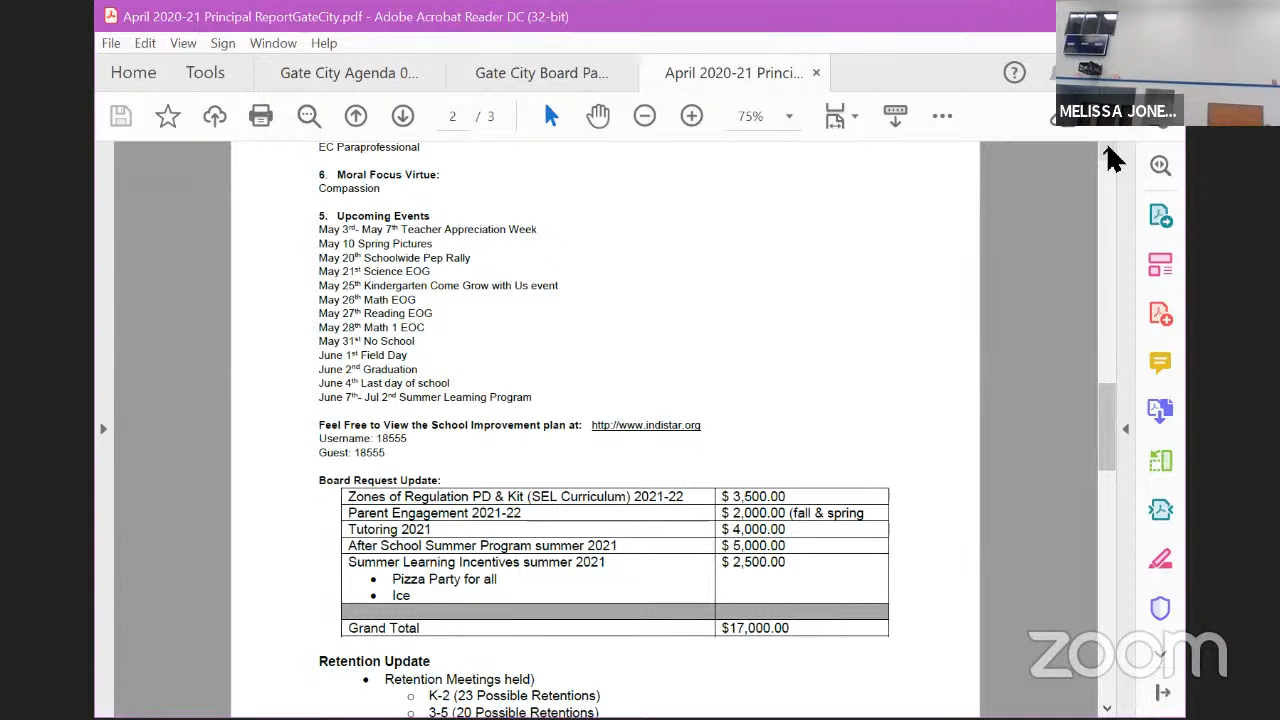 April 2020-21 Principal ReportGateCity.pdf - Adobe Acrobat Reader DC (32-bit)
File Edit View Sign Window Help
Home Tools Gate City Agenda 0... Gate City Board Pa... April 2020-21 Princi... ×
2 / 3 75%
MELISSA JONE...
EC Paraprofessional
6. Moral Focus Virtue:
Compassion
5. Upcoming Events
May 3rd- May 7th Teacher Appreciation Week
May 10 Spring Pictures
May 20th Schoolwide Pep Rally
May 21st Science EOG
May 25th Kindergarten Come Grow with Us event
May 26th Math EOG
May 27th Reading EOG
May 28th Math 1 EOC
May 31st No School
June 1st Field Day
June 2nd Graduation
June 4th Last day of school
June 7th- Jul 2nd Summer Learning Program
Feel Free to View the School Improvement plan at: http://www.indistar.org
Username: 18555
Guest: 18555
Board Request Update:
Zones of Regulation PD & Kit (SEL Curriculum) 2021-22 $ 3,500.00
Parent Engagement 2021-22 $ 2,000.00 (fall & spring
Tutoring 2021 $ 4,000.00
After School Summer Program summer 2021 $ 5,000.00
Summer Learning Incentives summer 2021 $ 2,500.00
• Pizza Party for all
• Ice
Grand Total $17,000.00
zoom
Retention Update
• Retention Meetings held)
o K-2 (23 Possible Retentions)
o 3-5 (20 Possible Retentions)